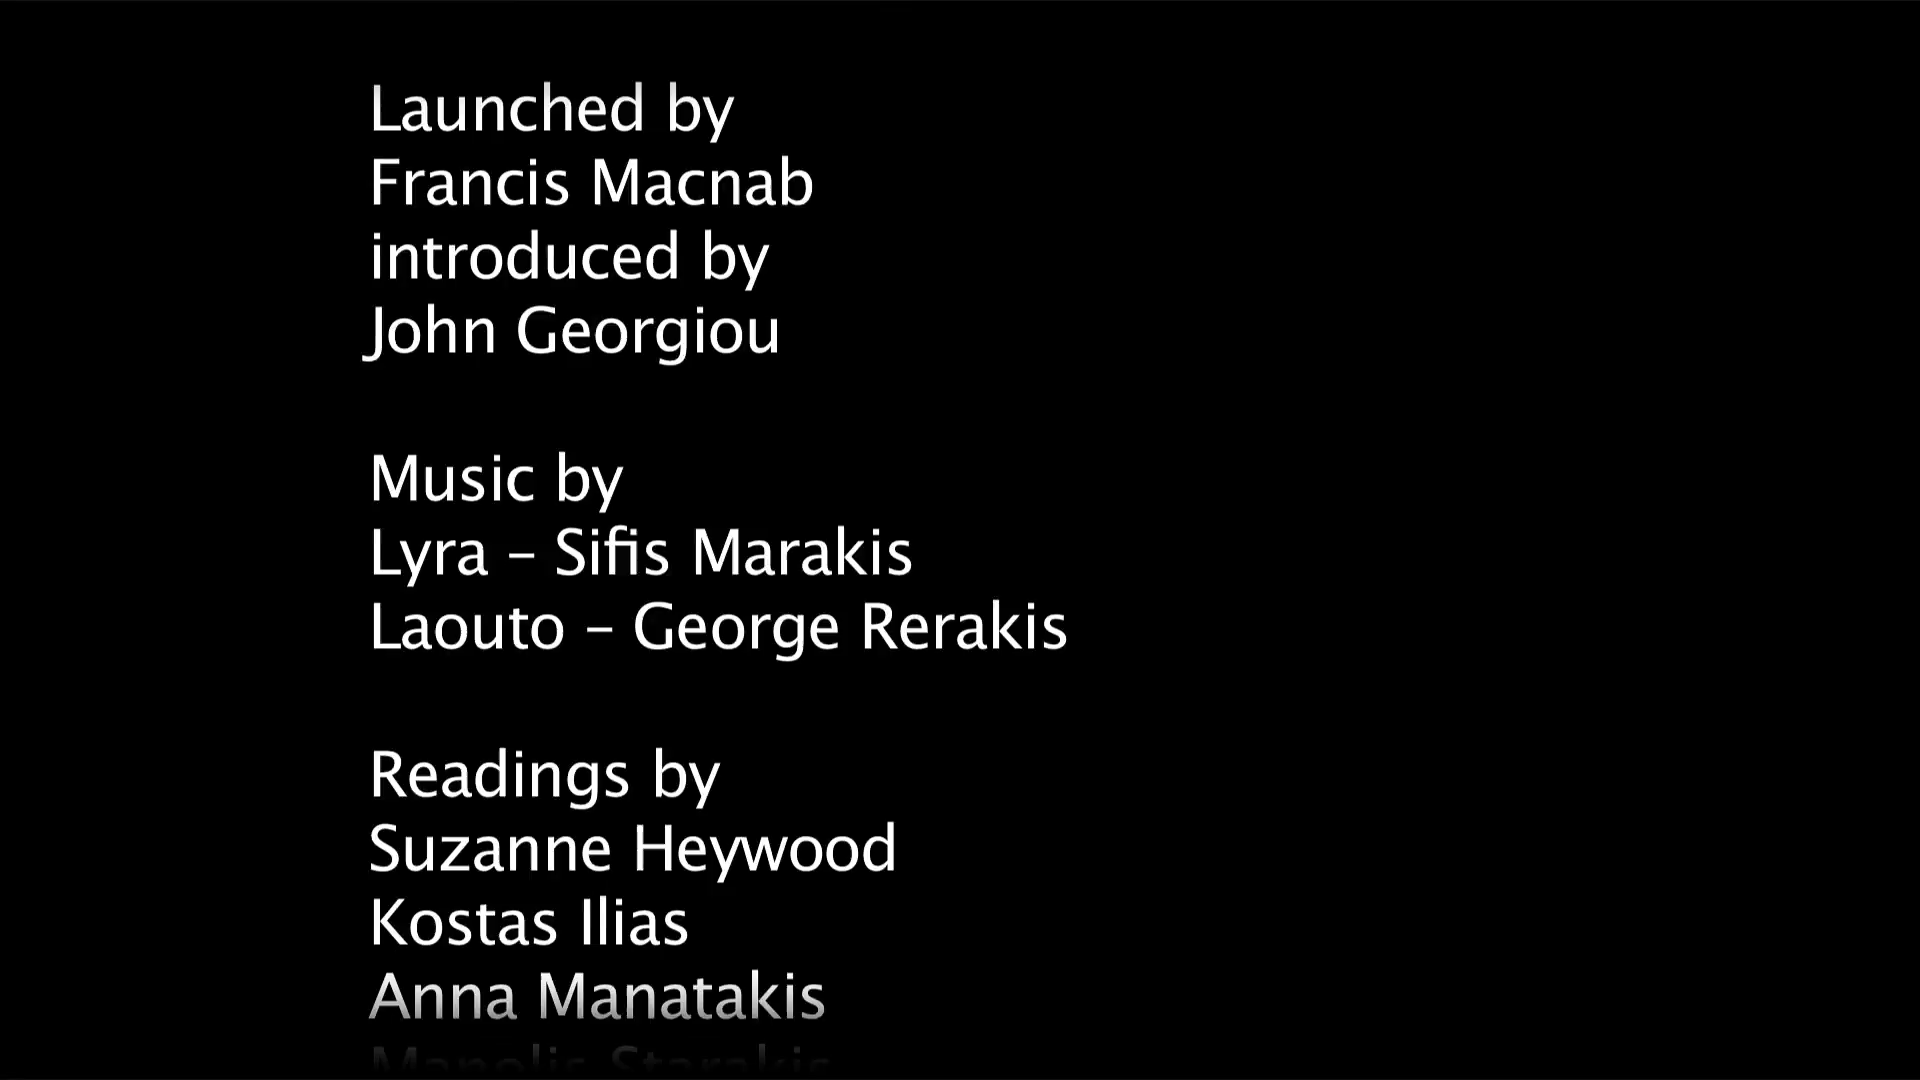 Launched by
Francis Macnab
introduced by
John Georgiou
Music by
Lyra – Sifis Marakis
Laouto – George Rerakis
Readings by
Suzanne Heywood
Kostas Ilias
Anna Manatakis